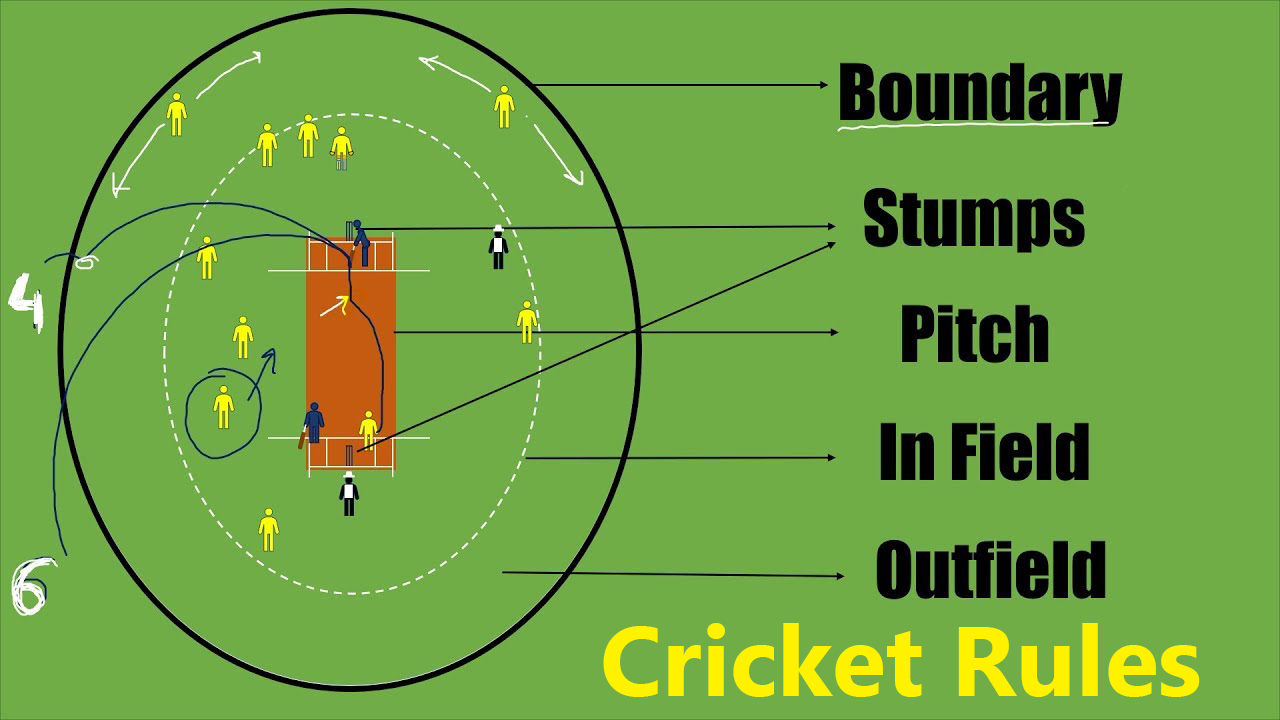 Boundary
Stumps
4
Pitch
In Field
Outfield
6
Cricket Rules